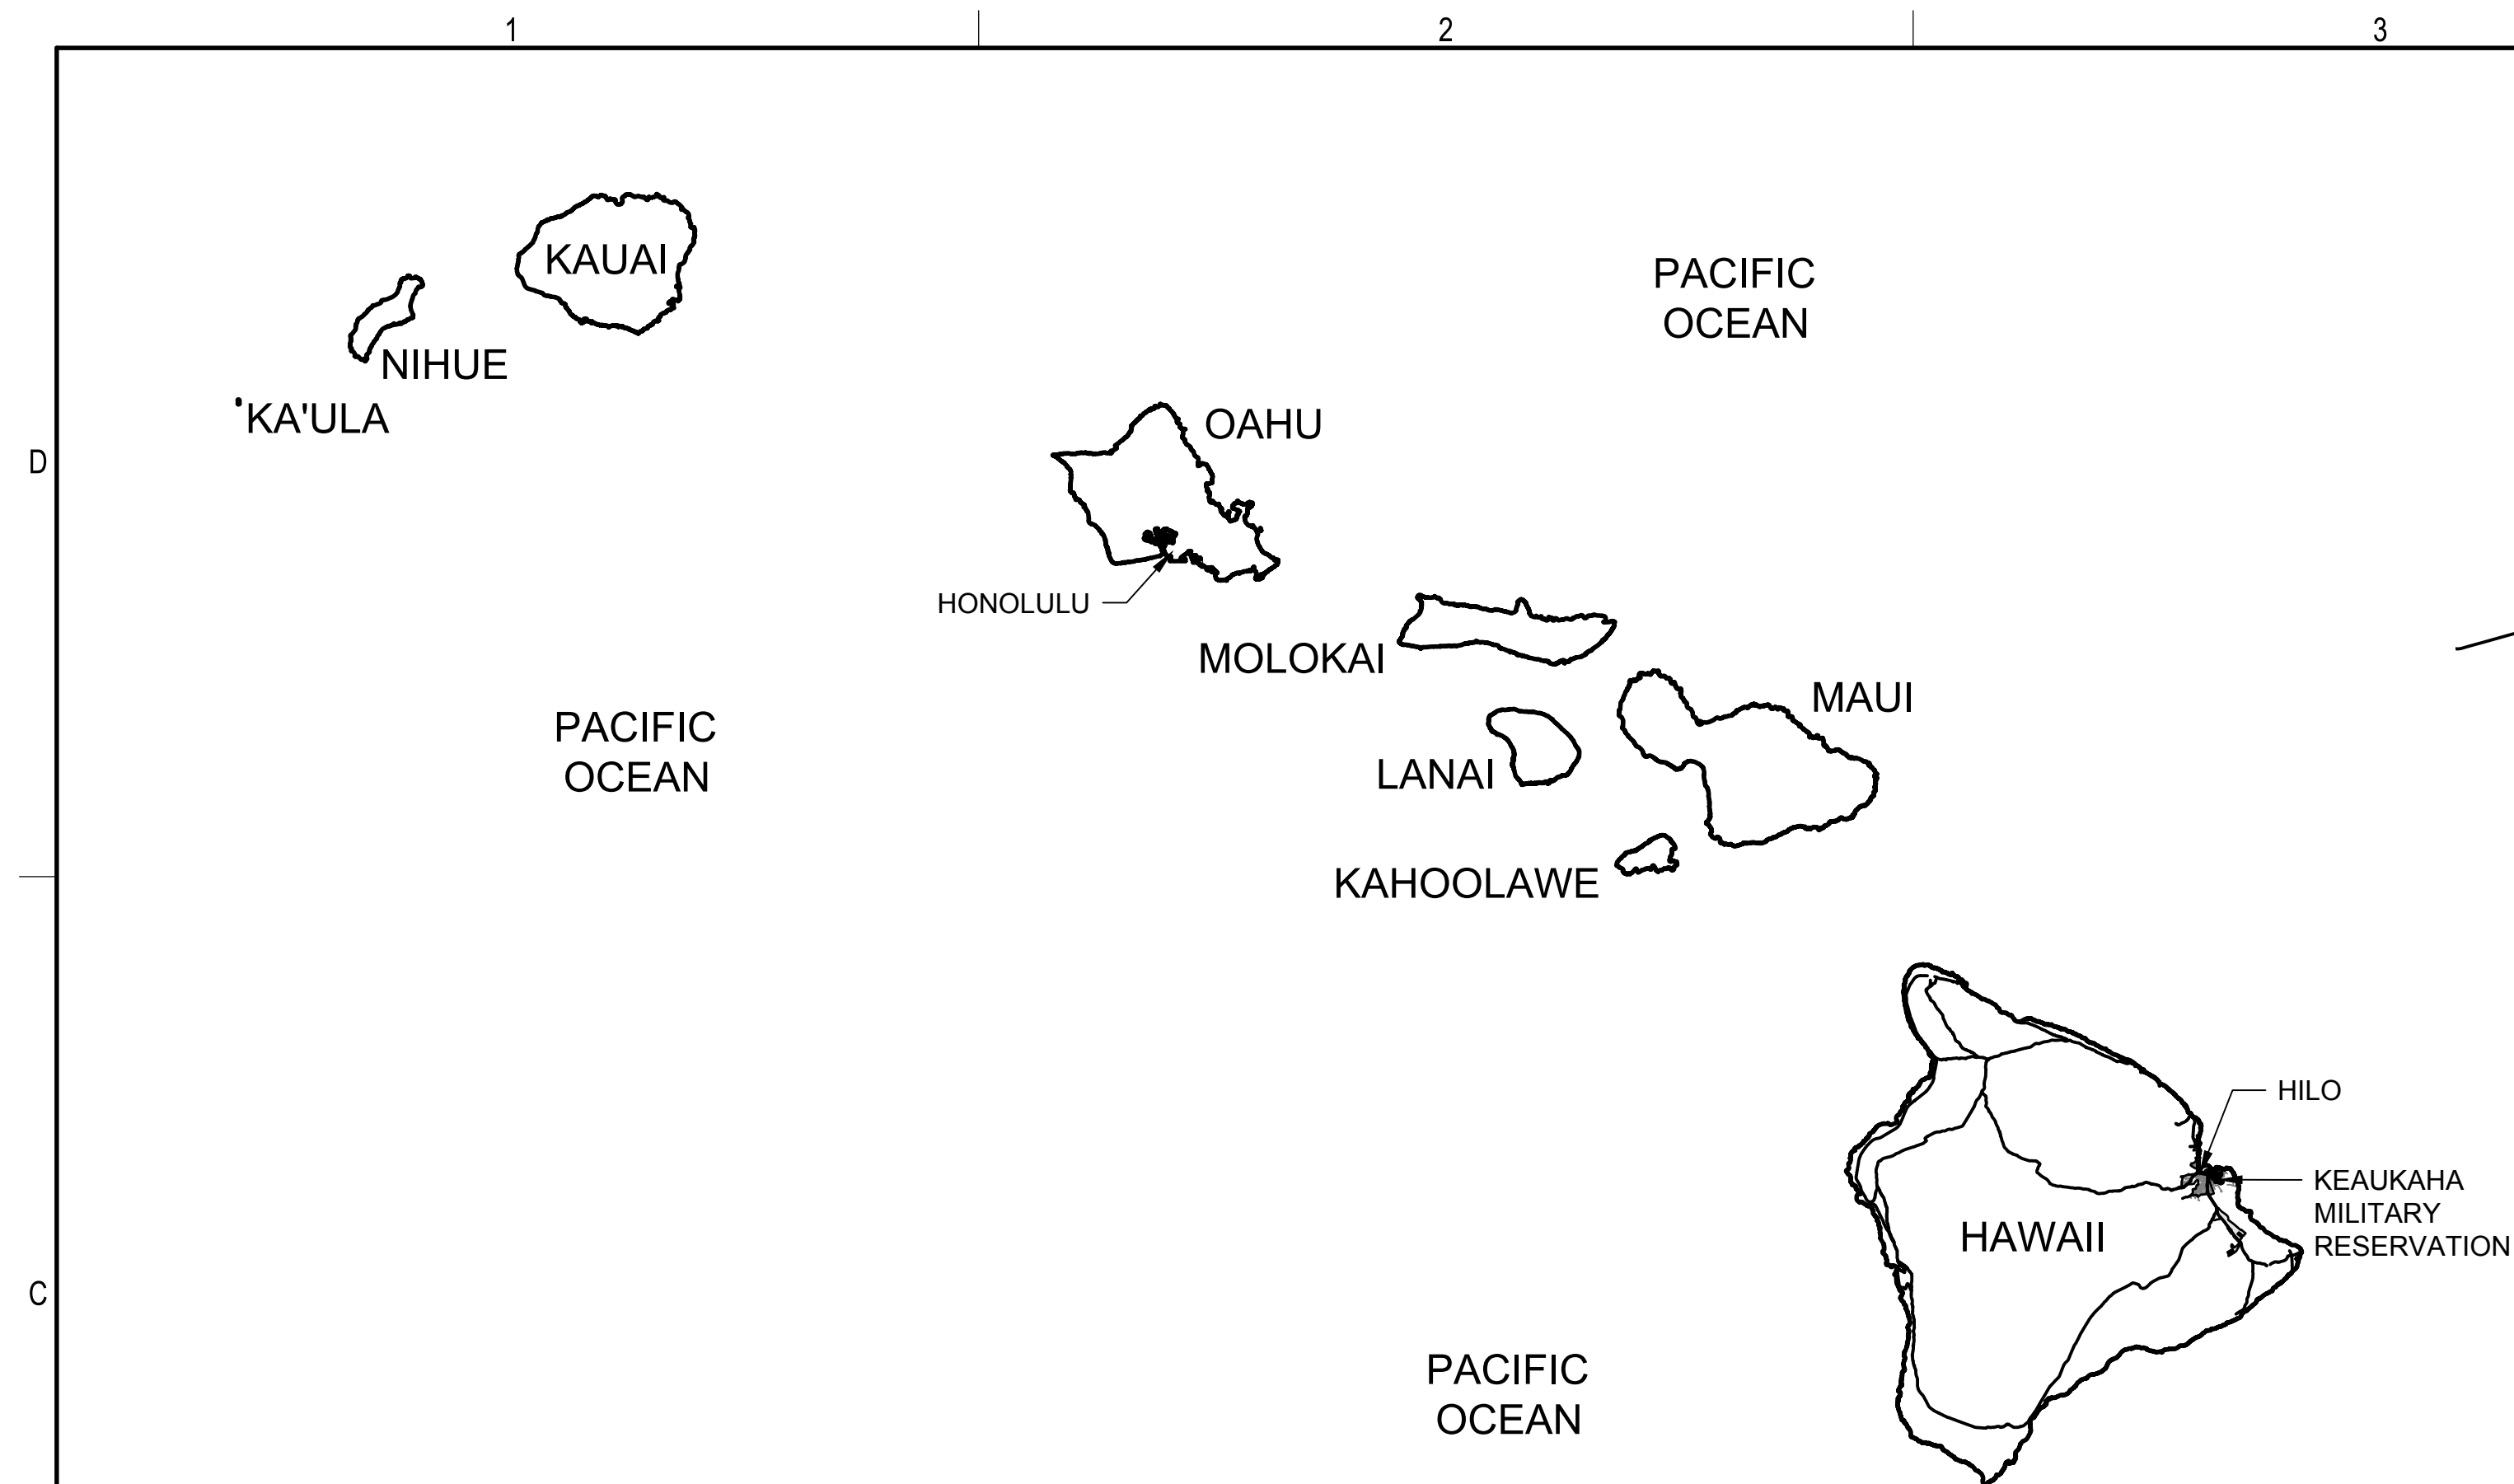 1
2
3
KAUAI
PACIFIC
OCEAN
NIHUE
KA'ULA
OAHU
D
HONOLULU
MOLOKAI
MAUI
PACIFIC
OCEAN
LANAI
KAHOOLAWE
HILO
KEAUKAHA
MILITARY
RESERVATION
HAWAII
C
PACIFIC
OCEAN